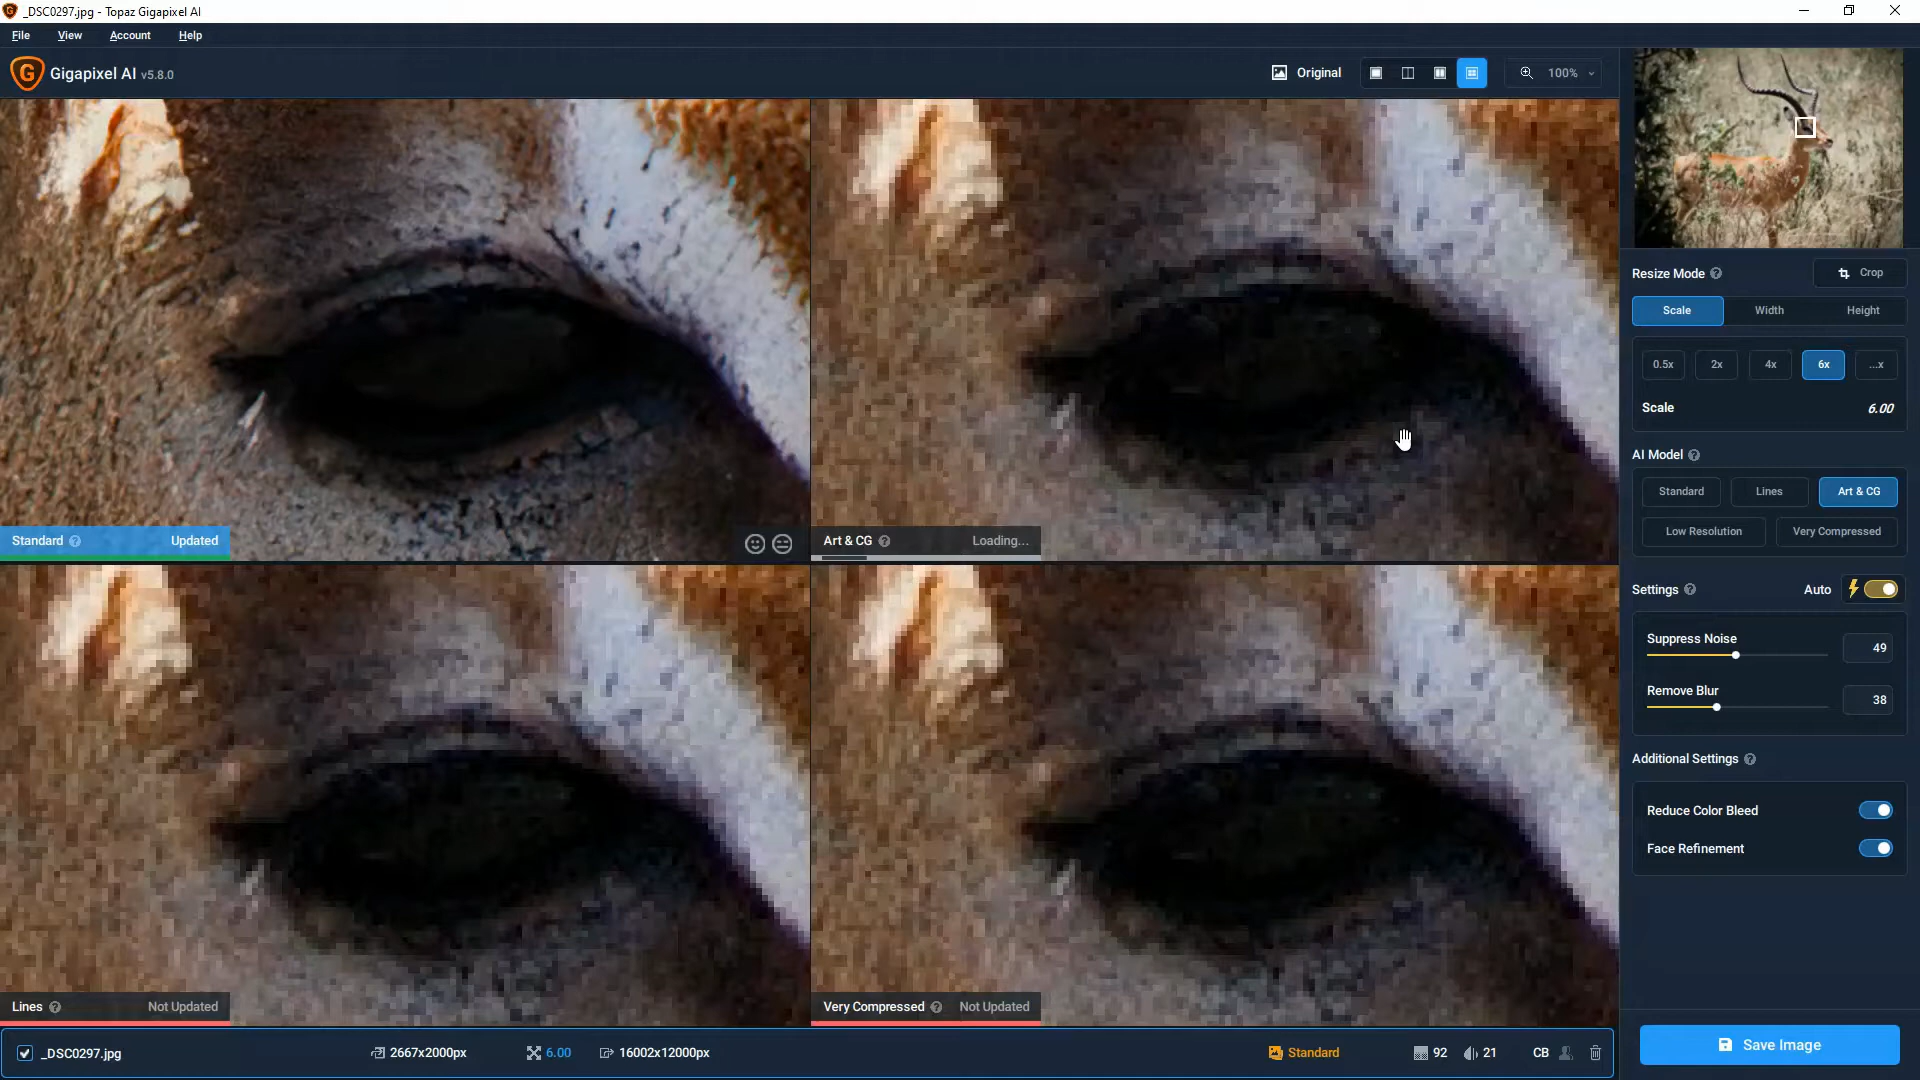 _DSC0297.jpg - Topaz Gigapixel AI
File View Account Help
Gigapixel AI v5.8.0
Original
100%
Resize Mode
Crop
Scale Width Height
0.5x 2x 4x 6x ...x
Scale 6.00
AI Model
Standard Lines Art & CG
Low Resolution Very Compressed
Settings Auto
Suppress Noise 49
Remove Blur 38
Additional Settings
Reduce Color Bleed
Face Refinement
Save Image
Standard Updated
Art & CG Loading...
Lines Not Updated
Very Compressed Not Updated
_DSC0297.jpg 2667x2000px 6.00 16002x12000px Standard 92 21 CB